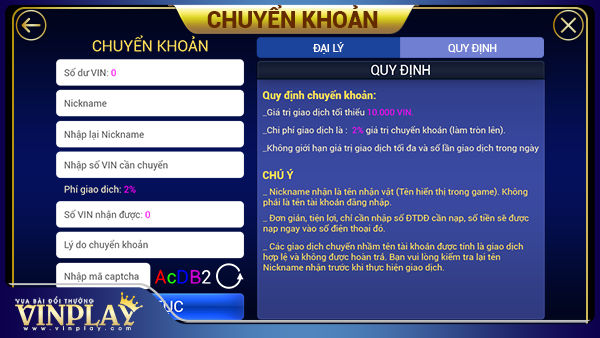 CHUYỂN KHOẢN
CHUYỂN KHOẢN
Số dư VIN: 0
Nickname
Nhập lại Nickname
Nhập số VIN cần chuyển
Phí giao dịch: 2%
Số VIN nhận được: 0
Lý do chuyển khoản
Nhập mã captcha
AcDB2
ỤC
ĐẠI LÝ
QUY ĐỊNH
QUY ĐỊNH
Quy định chuyển khoản:
_Giá trị giao dịch tối thiểu 10.000 VIN.
_Chi phí giao dịch là : 2% giá trị chuyển khoản (làm tròn lên).
_Không giới hạn giá trị giao dịch tối đa và số lần giao dịch trong ngày
CHÚ Ý
_ Nickname nhận là tên nhận vật (Tên hiển thị trong game). Không
phải là tên tài khoản đăng nhập.
_ Đơn giản, tiện lợi, chỉ cần nhập số ĐTDĐ cần nạp, số tiền sẽ được
nạp ngay vào số điện thoại đó.
_ Các giao dịch chuyển nhầm tên tài khoản được tính là giao dịch
hợp lệ và không được hoàn trả. Bạn vui lòng kiểm tra lại tên
Nickname nhận trước khi thực hiện giao dịch.
VUA BÀI ĐỔI THƯỞNG
VINPLAY
www.vinplay.com